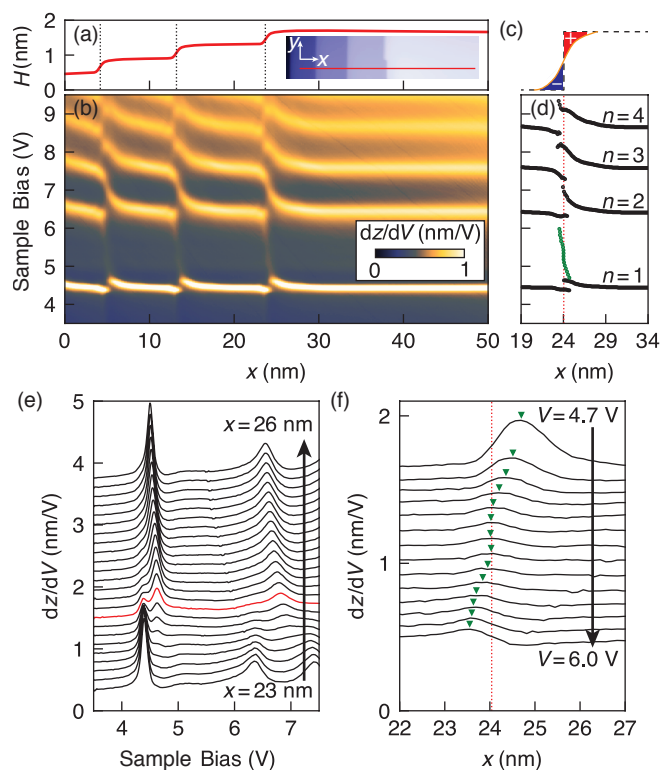 (a)
H (nm)
2
1
0
y
x
(b)
Sample Bias (V)
9
8
7
6
5
4
dz/dV (nm/V)
0 1
0 10 20 30 40 50
x (nm)
(c)
+
−
(d)
n=4
n=3
n=2
n=1
19 24 29 34
x (nm)
(e)
dz/dV (nm/V)
5
4
3
2
1
0
x=26 nm
x=23 nm
4 5 6 7
Sample Bias (V)
(f)
dz/dV (nm/V)
2
1
0
V=4.7 V
V=6.0 V
22 23 24 25 26 27
x (nm)